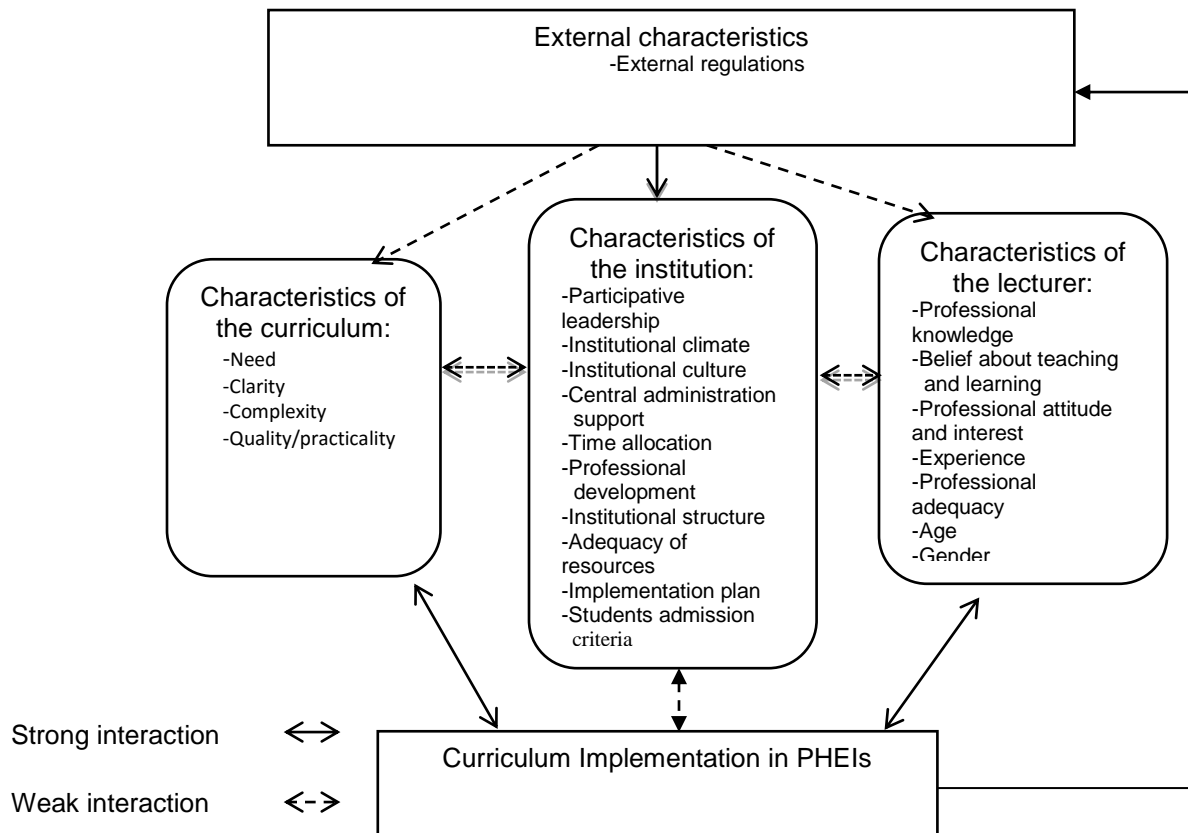 External characteristics
-External regulations
Characteristics of
the curriculum:
-Need
-Clarity
-Complexity
-Quality/practicality
Characteristics of
the institution:
-Participative
leadership
-Institutional climate
-Institutional culture
-Central administration
support
-Time allocation
-Professional
development
-Institutional structure
-Adequacy of
resources
-Implementation plan
-Students admission
criteria
Characteristics of
the lecturer:
-Professional
knowledge
-Belief about teaching
and learning
-Professional attitude
and interest
-Experience
-Professional
adequacy
-Age
-Gender
Strong interaction
Weak interaction
Curriculum Implementation in PHEIs